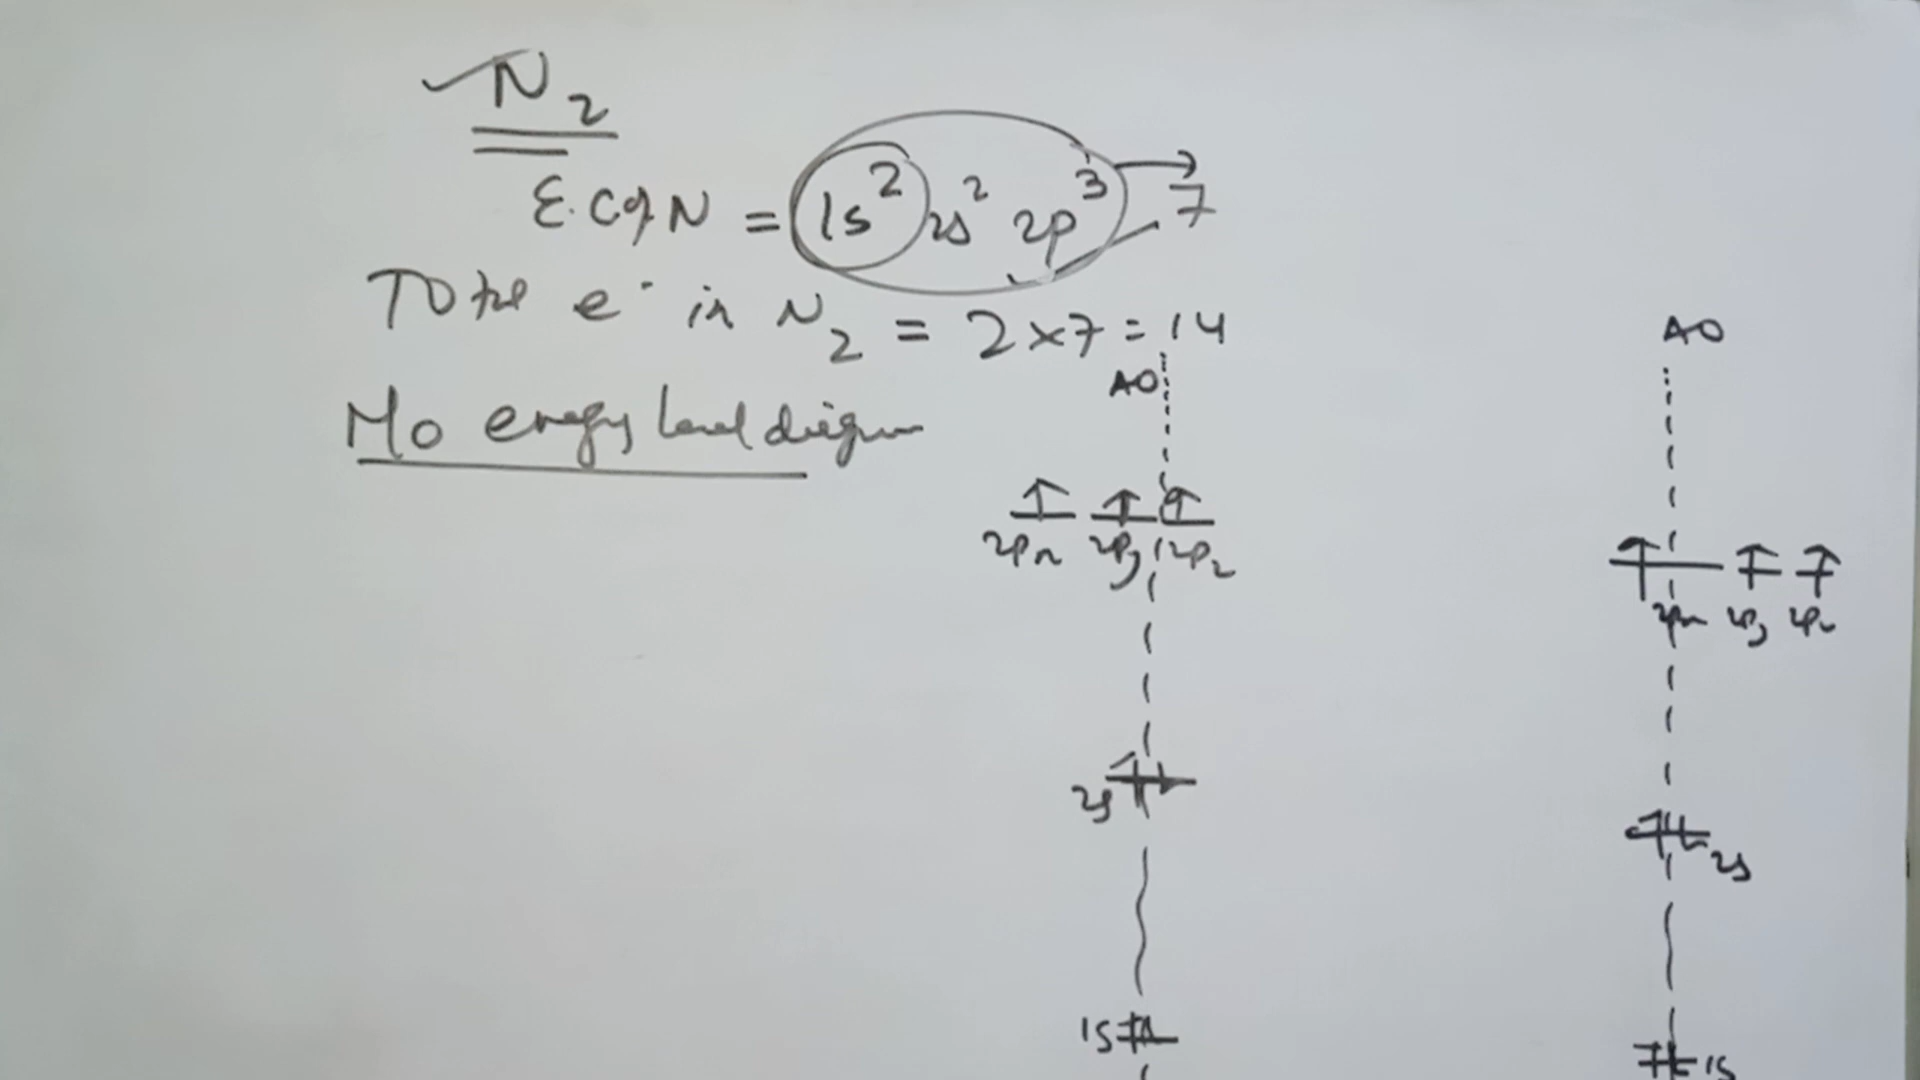 N₂
E.C of N = 1s² 2s² 2p³ → 7
Total e⁻ in N₂ = 2×7 = 14
MO energy level diagram
AO AO
2px 2py 2pz
2px 2py
2s
2s
1s
1s